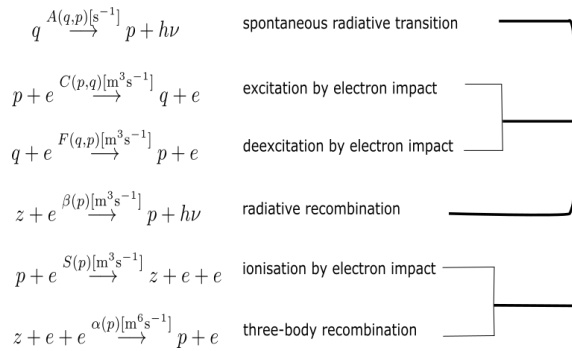 q A(q,p)[s⁻¹] → p + hν spontaneous radiative transition
p + e C(p,q)[m³s⁻¹] → q + e excitation by electron impact
q + e F(q,p)[m³s⁻¹] → p + e deexcitation by electron impact
z + e β(p)[m³s⁻¹] → p + hν radiative recombination
p + e S(p)[m³s⁻¹] → z + e + e ionisation by electron impact
z + e + e α(p)[m⁶s⁻¹] → p + e three-body recombination